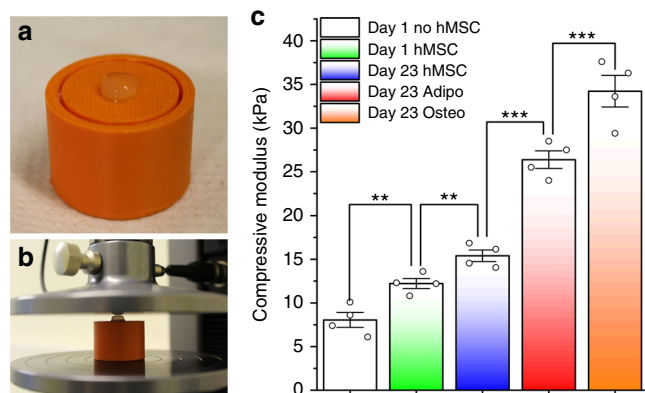 a
b
c
Compressive modulus (kPa)
40
35
30
25
20
15
10
5
0
Day 1 no hMSC
Day 1 hMSC
Day 23 hMSC
Day 23 Adipo
Day 23 Osteo
**
**
***
***